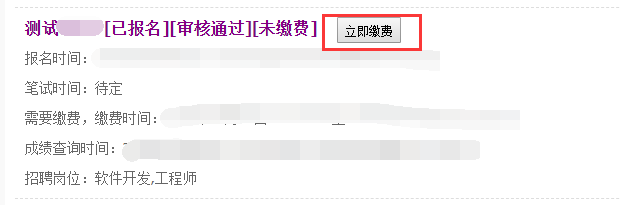 测试[已报名][审核通过][未缴费] 立即缴费
报名时间：
笔试时间：待定
需要缴费，缴费时间：
成绩查询时间：
招聘岗位：软件开发,工程师